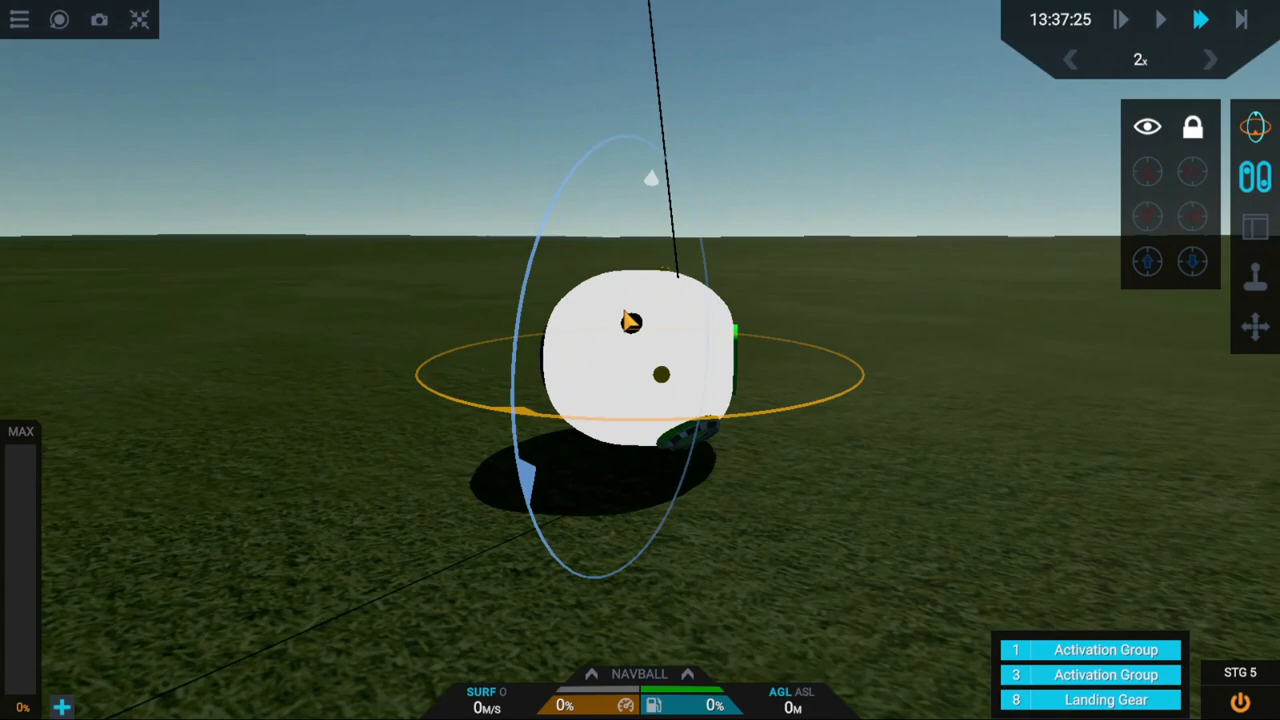 13:37:25
2x
MAX
0%
NAVBALL
SURF O
0M/S
0%
0%
AGL ASL
0M
1 Activation Group
3 Activation Group
8 Landing Gear
STG 5